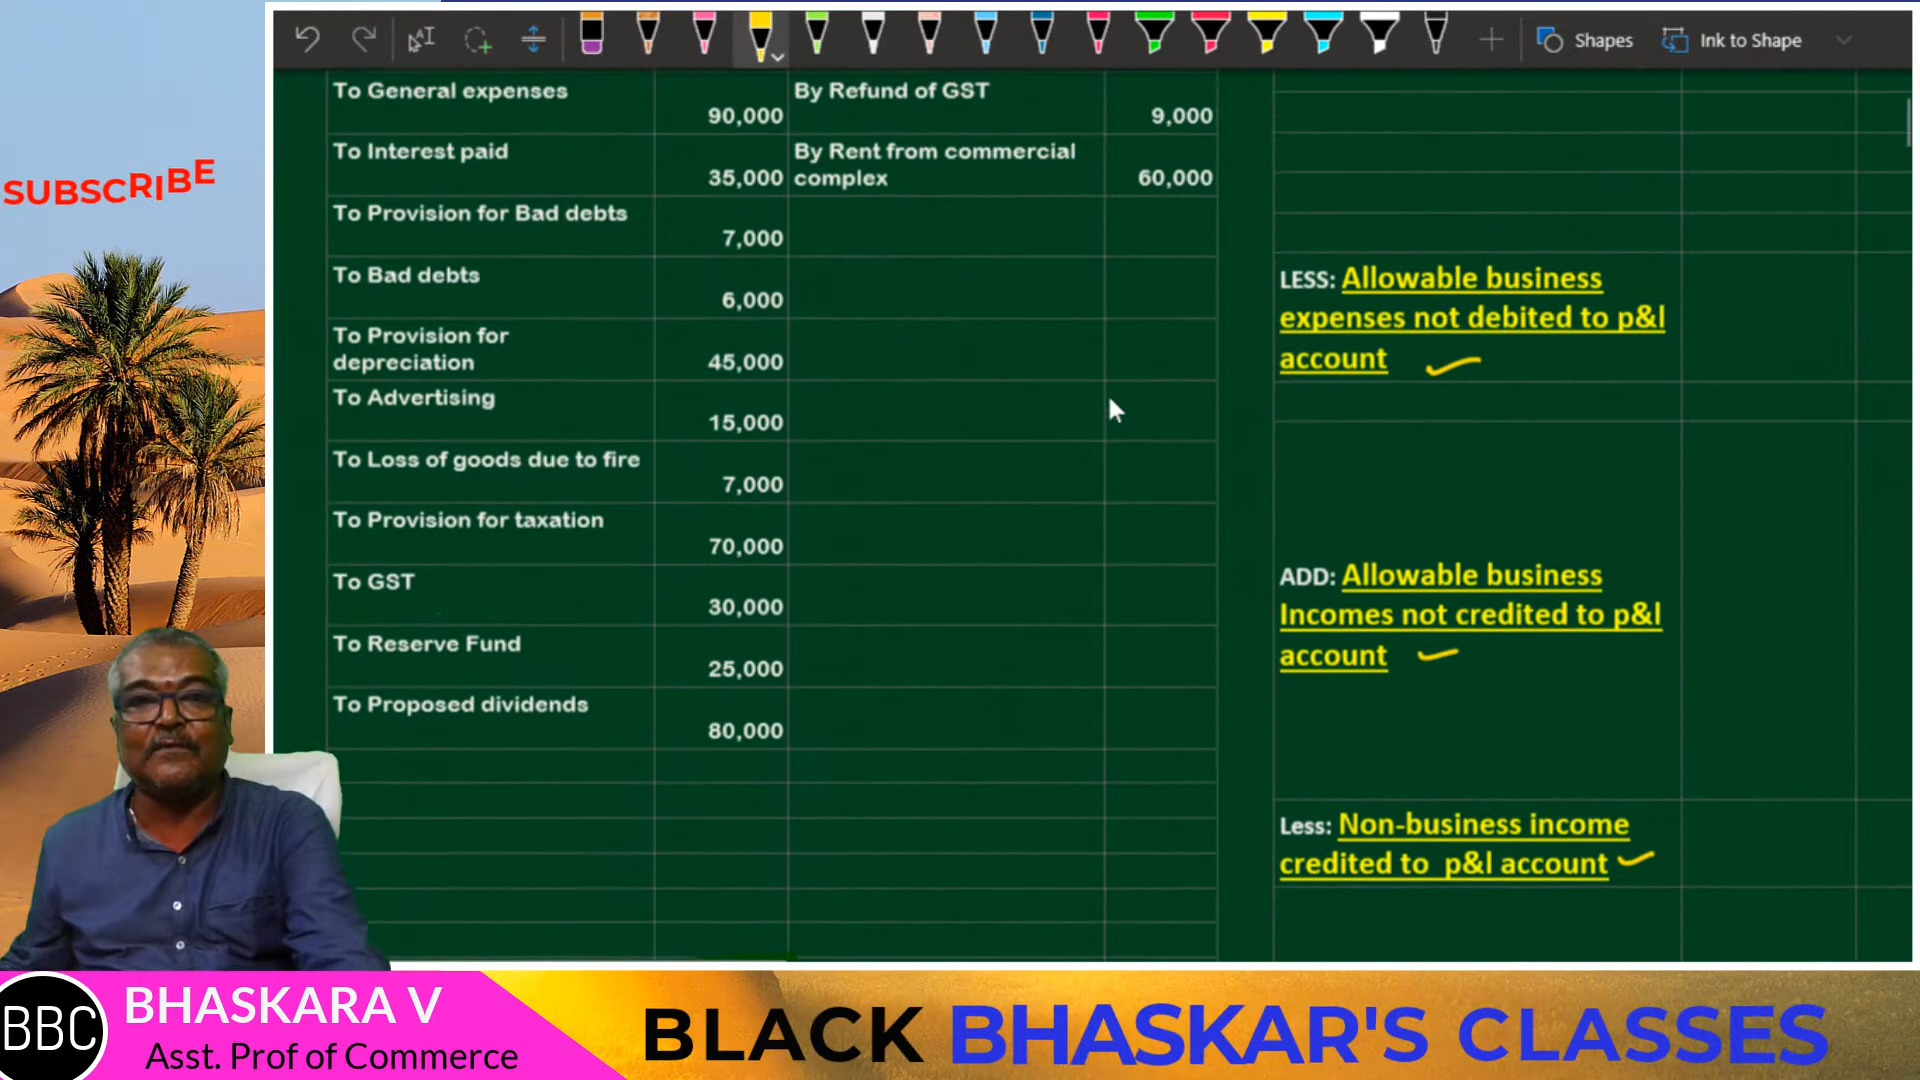 Shapes
Ink to Shape
SUBSCRIBE
To General expenses
90,000
By Refund of GST
9,000
To Interest paid
35,000
By Rent from commercial
complex
60,000
To Provision for Bad debts
7,000
To Bad debts
6,000
To Provision for
depreciation
45,000
To Advertising
15,000
To Loss of goods due to fire
7,000
To Provision for taxation
70,000
To GST
30,000
To Reserve Fund
25,000
To Proposed dividends
80,000
LESS: Allowable business
expenses not debited to p&l
account
ADD: Allowable business
Incomes not credited to p&l
account
Less: Non-business income
credited to p&l account
BBC
BHASKARA V
Asst. Prof of Commerce
BLACK BHASKAR'S CLASSES